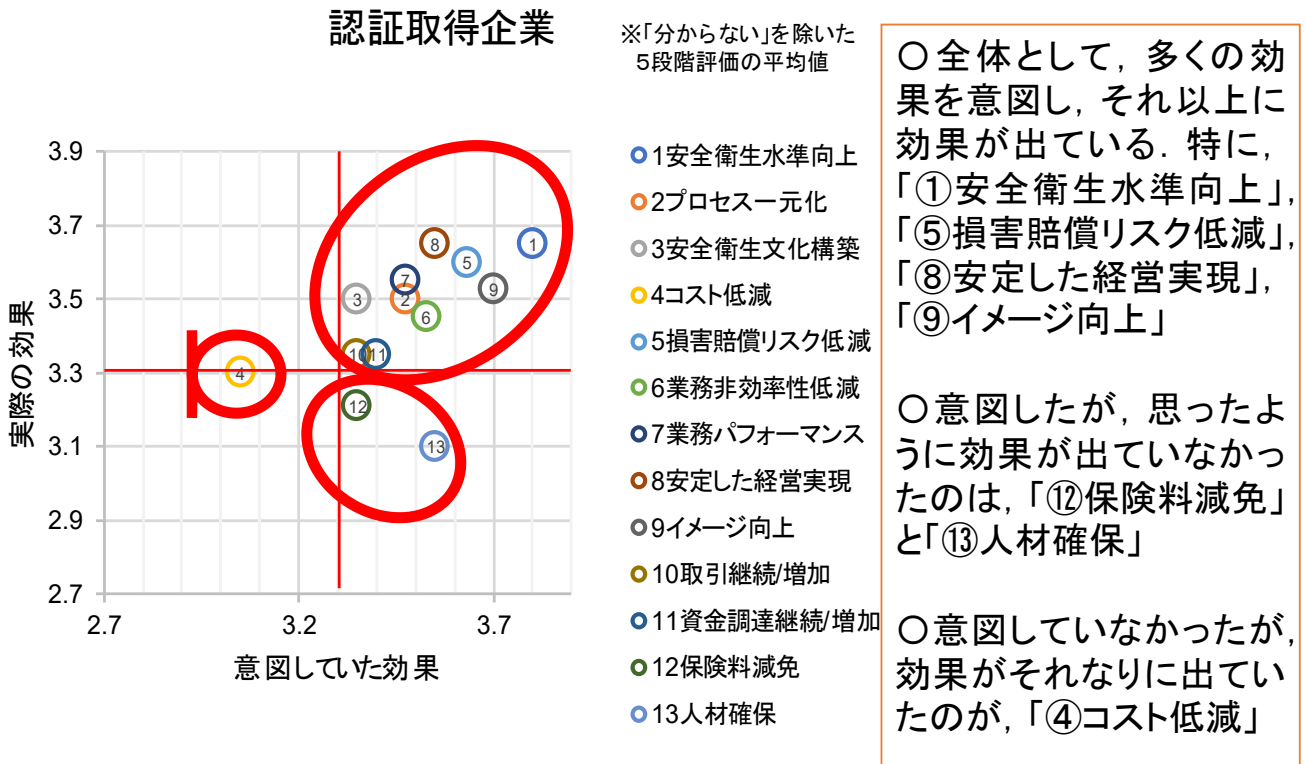 認証取得企業
※「分からない」を除いた
5段階評価の平均値
3.9
3.7
3.5
3.3
3.1
2.9
2.7
2.7
3.2
3.7
実際の効果
意図していた効果
8
1
5
7
9
3
2
6
10
11
4
12
13
1安全衛生水準向上
2プロセス一元化
3安全衛生文化構築
4コスト低減
5損害賠償リスク低減
6業務非効率性低減
7業務パフォーマンス
8安定した経営実現
9イメージ向上
10取引継続/増加
11資金調達継続/増加
12保険料減免
13人材確保
〇全体として,多くの効
果を意図し,それ以上に
効果が出ている.特に,
「①安全衛生水準向上」,
「⑤損害賠償リスク低減」,
「⑧安定した経営実現」,
「⑨イメージ向上」
〇意図したが,思ったよ
うに効果が出ていなかっ
たのは,「⑫保険料減免」
と「⑬人材確保」
〇意図していなかったが,
効果がそれなりに出てい
たのが,「④コスト低減」